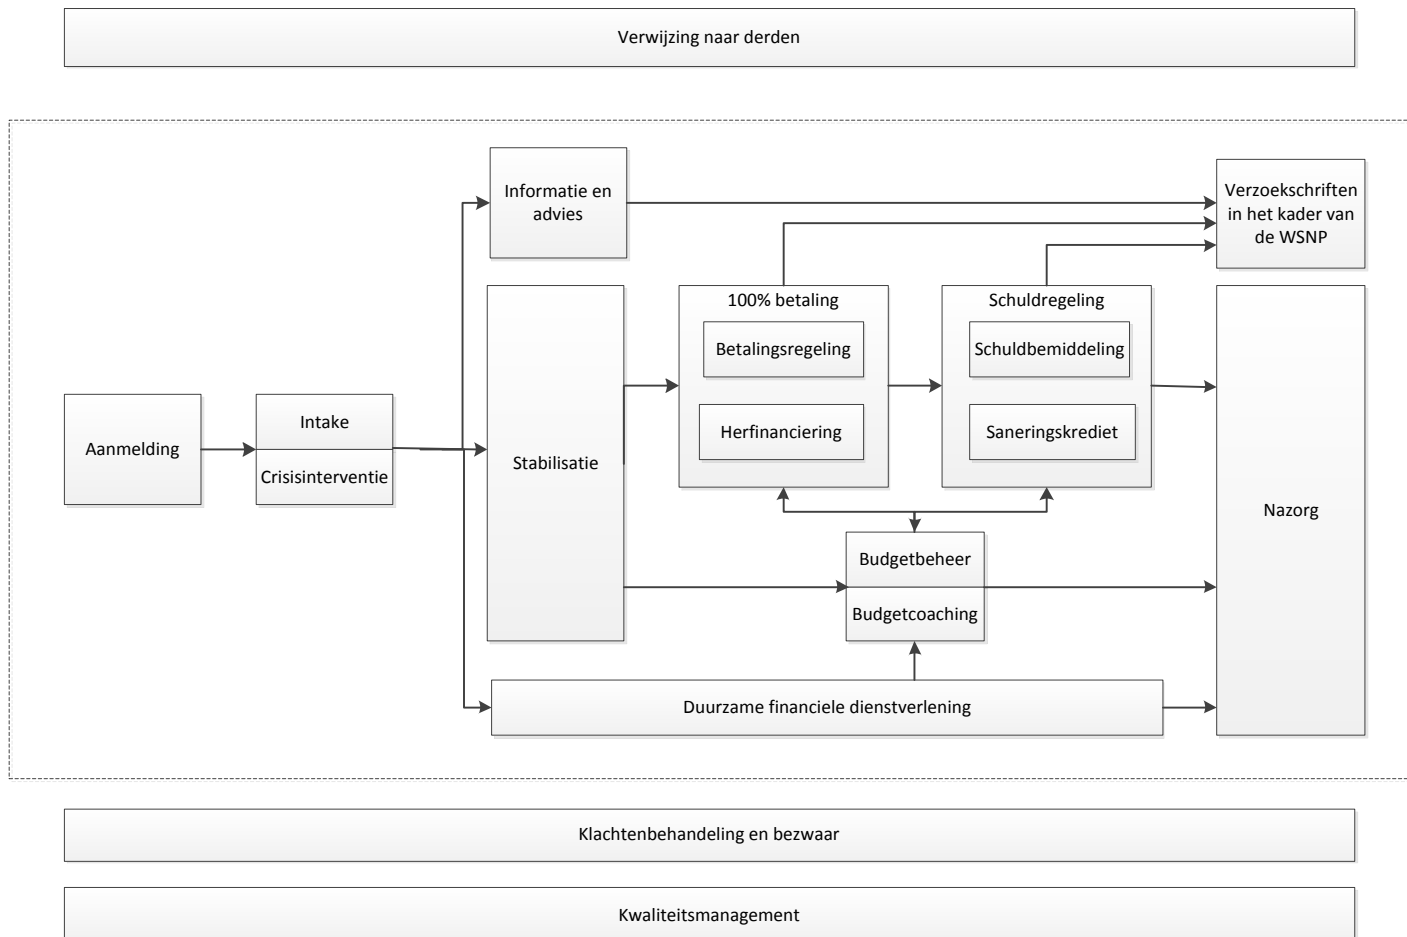 Verwijzing naar derden
Informatie en
advies
Verzoekschriften
in het kader van
de WSNP
100% betaling
Betalingsregeling
Herfinanciering
Schuldregeling
Schuldbemiddeling
Saneringskrediet
Aanmelding
Intake
Crisisinterventie
Stabilisatie
Nazorg
Budgetbeheer
Budgetcoaching
Duurzame financiele dienstverlening
Klachtenbehandeling en bezwaar
Kwaliteitsmanagement